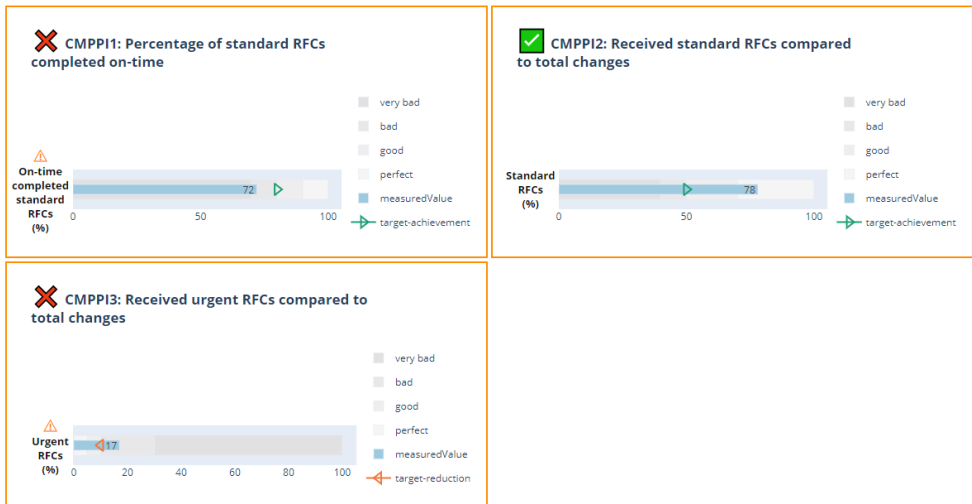 CMPPI1: Percentage of standard RFCs
completed on-time
very bad
bad
good
perfect
measuredValue
target-achievement
On-time
completed
standard
RFCs
(%)
72
0
50
100
CMPPI2: Received standard RFCs compared
to total changes
very bad
bad
good
perfect
measuredValue
target-achievement
Standard
RFCs
(%)
78
0
50
100
CMPPI3: Received urgent RFCs compared to
total changes
very bad
bad
good
perfect
measuredValue
target-reduction
Urgent
RFCs
(%)
17
0
20
40
60
80
100